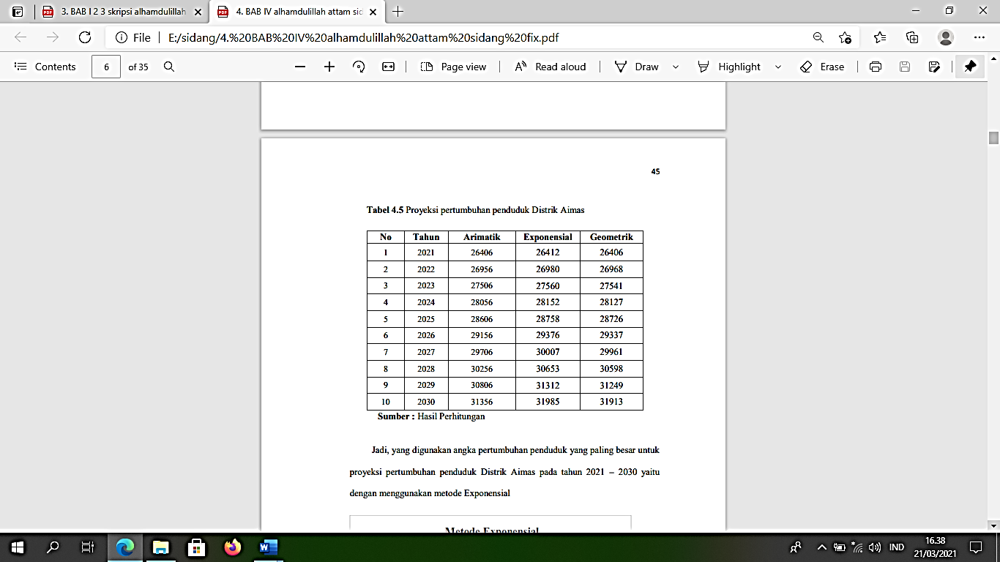 3. BAB I 2 3 skripsi alhamdulillah
4. BAB IV alhamdulillah attam sid
File
E:/sidang/4.%20BAB%20IV%20alhamdulillah%20attam%20sidang%20fix.pdf
Contents
6
of 35
Page view
Read aloud
Draw
Highlight
Erase
45
Tabel 4.5 Proyeksi pertumbuhan penduduk Distrik Aimas
No Tahun Arimatik Exponensial Geometrik
1 2021 26406 26412 26406
2 2022 26956 26980 26968
3 2023 27506 27560 27541
4 2024 28056 28152 28127
5 2025 28606 28758 28726
6 2026 29156 29376 29337
7 2027 29706 30007 29961
8 2028 30256 30653 30598
9 2029 30806 31312 31249
10 2030 31356 31985 31913
Sumber : Hasil Perhitungan
Jadi, yang digunakan angka pertumbuhan penduduk yang paling besar untuk
proyeksi pertumbuhan penduduk Distrik Aimas pada tahun 2021 – 2030 yaitu
dengan menggunakan metode Exponensial
Metode Exponensial
IND
16.38
21/03/2021